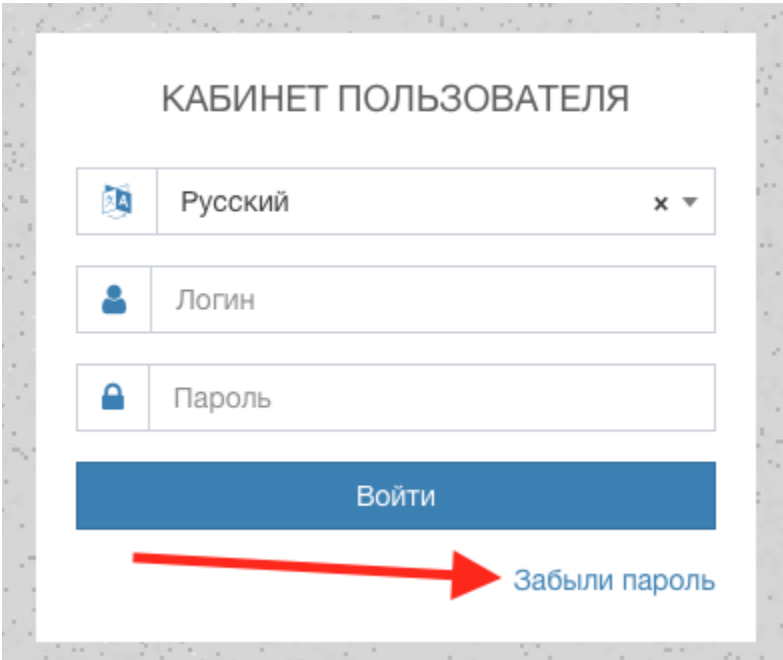 КАБИНЕТ ПОЛЬЗОВАТЕЛЯ
Русский
Логин
Пароль
Войти
Забыли пароль